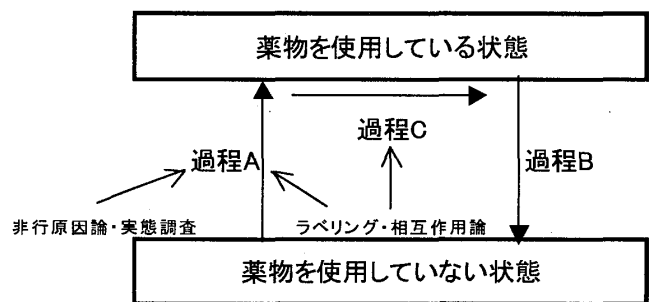 薬物を使用している状態
過程C
過程A
過程B
非行原因論・実態調査
ラベリング・相互作用論
薬物を使用していない状態